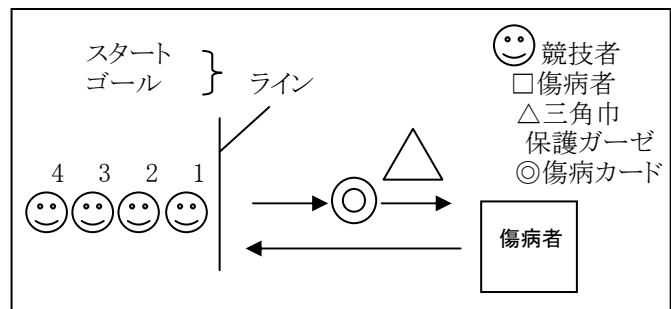 スタート
ゴール
ライン
4 3 2 1
競技者
□傷病者
△三角巾
保護ガーゼ
◎傷病カード
傷病者